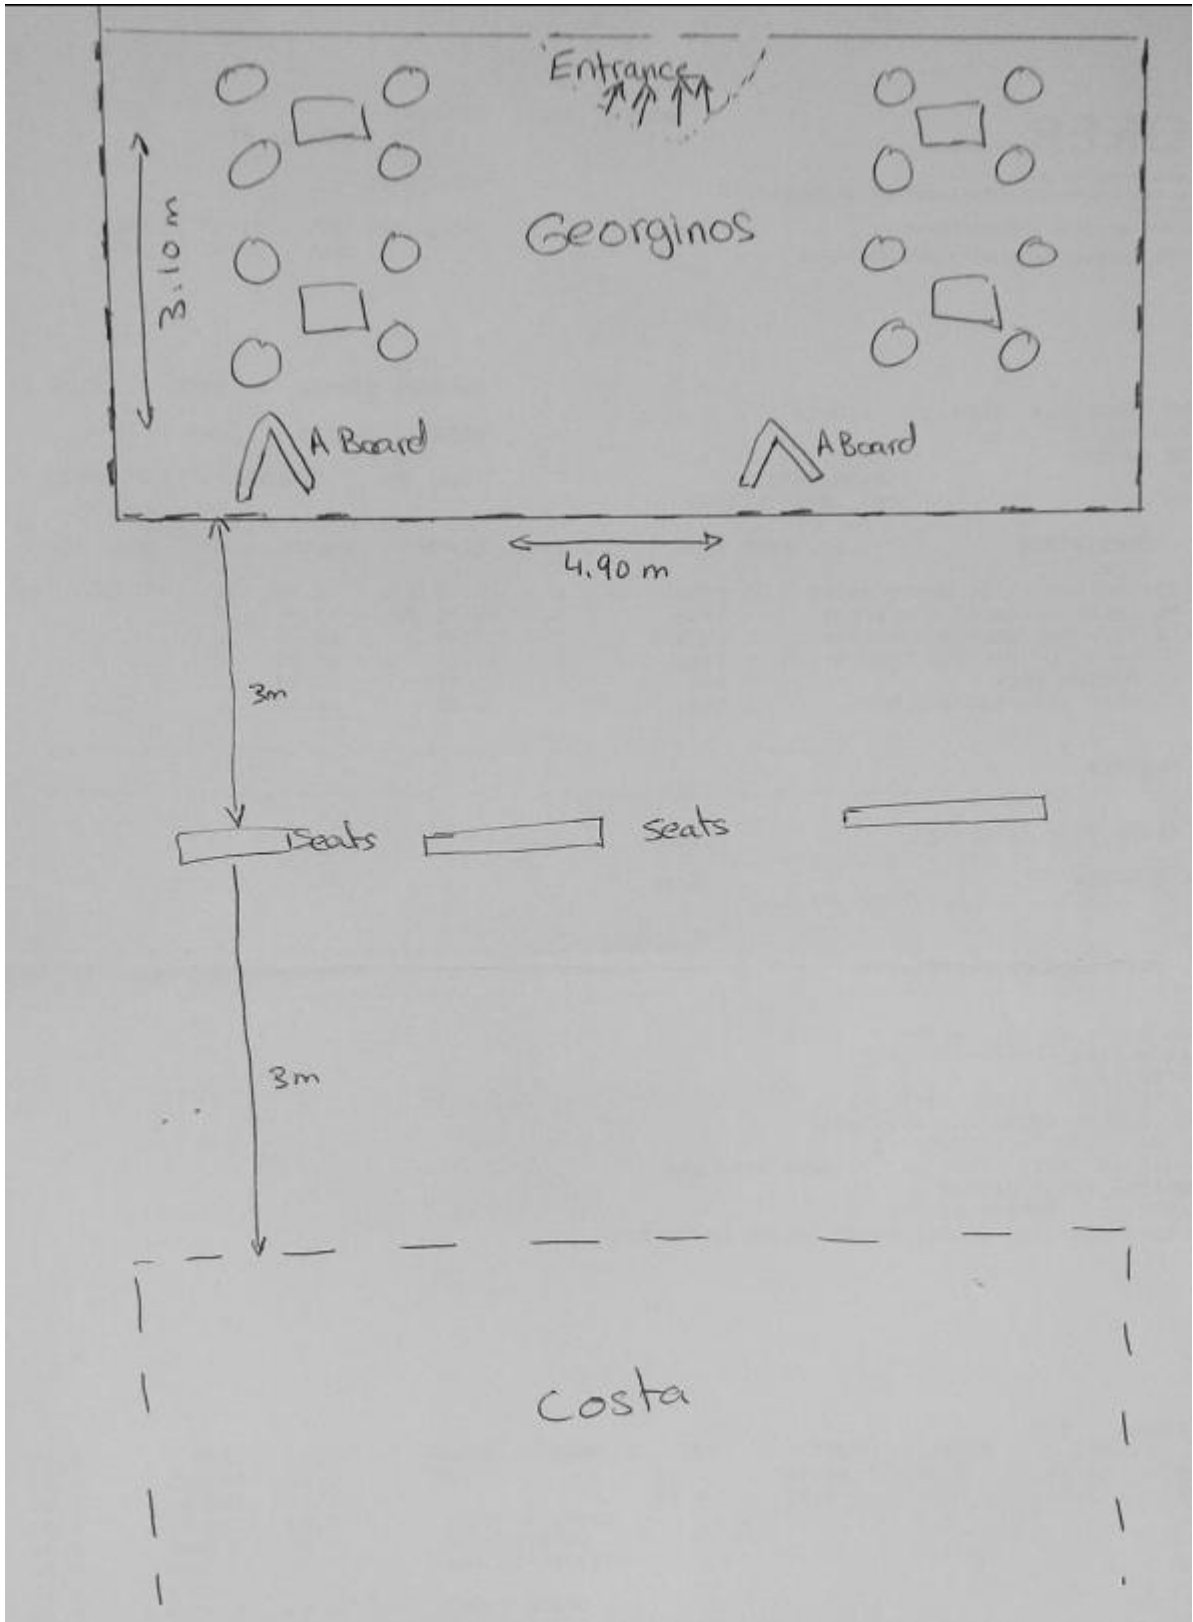 Entrance
3.10 m
Georginos
A Board
A Board
4.90 m
3m
Seats
Seats
3m
Costa